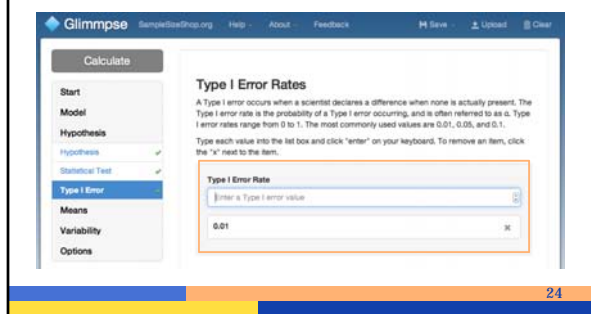 Glimmpse SampleSizeShop.org Help About Feedback Save Upload Clear
Calculate
Start
Model
Hypothesis
Hypothesis
Statistical Test
Type I Error
Means
Variability
Options
Type I Error Rates
A Type I error occurs when a scientist declares a difference when none is actually present. The
Type I error rate is the probability of a Type I error occurring, and is often referred to as α. Type
I error rates range from 0 to 1. The most commonly used values are 0.01, 0.05, and 0.1.
Type each value into the list box and click "enter" on your keyboard. To remove an item, click
the "x" next to the item.
Type I Error Rate
Enter a Type I error value
0.01
24